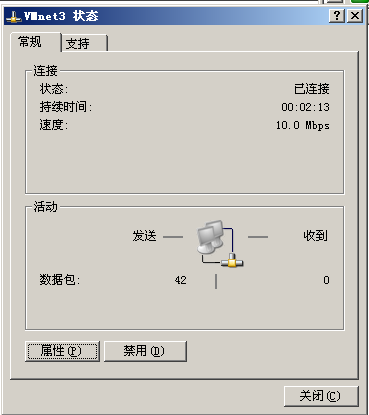 VMnet3 状态
常规 支持
连接
状态: 已连接
持续时间: 00:02:13
速度: 10.0 Mbps
活动
发送 收到
数据包: 42 0
属性(P) 禁用(D)
关闭(C)